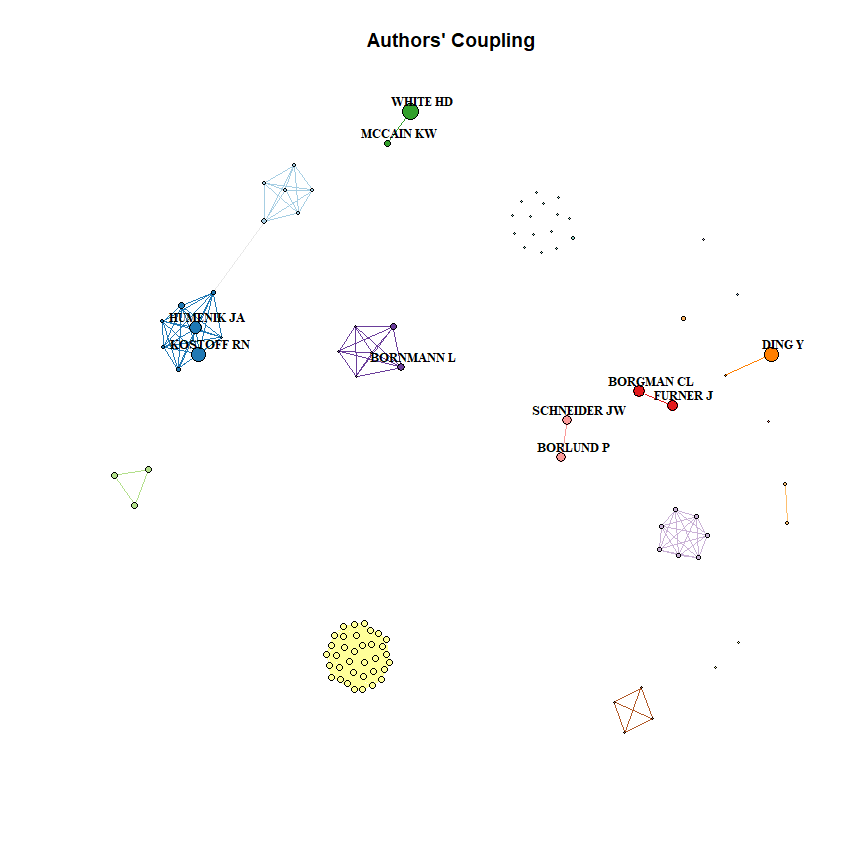 Authors' Coupling
WHITE HD
MCCAIN KW
HUMENIK JA
KOSTOFF RN
BORNMANN L
DING Y
BORGMAN CL
FURNER J
SCHNEIDER JW
BORLUND P